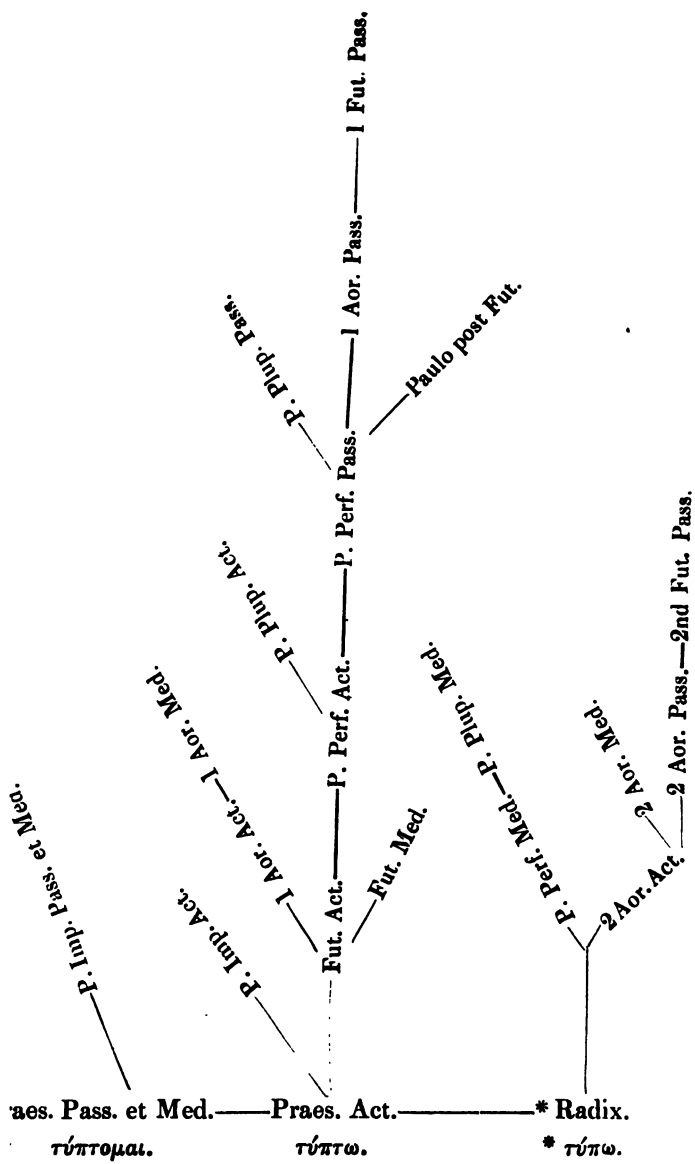 1 Fut. Pass.
1 Aor. Pass.
P. Plup. Pass.
Paulo post Fut.
P. Perf. Pass.
P. Plup. Act.
P. Perf. Act.
1 Aor. Act.—1 Aor. Med.
Fut. Act.
Fut. Med.
P. Imp. Act.
P. Imp. Pass. et Med.
P. Perf. Med.—P. Plup. Med.
2 Aor. Act.
2 Aor. Med.
2 Aor. Pass.—2nd Fut. Pass.
aes. Pass. et Med.—Praes. Act.—* Radix.
τύπτομαι. τύπτω. * τύπω.